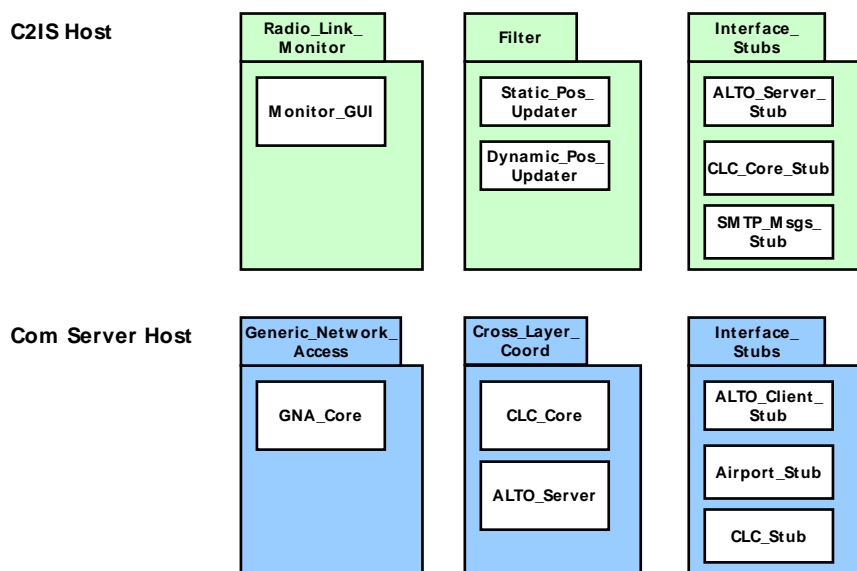 C2IS Host
Radio_Link_
Monitor
Monitor_GUI
Filter
Static_Pos_
Updater
Dynamic_Pos_
Updater
Interface_
Stubs
ALTO_Server_
Stub
CLC_Core_Stub
SMTP_Msgs_
Stub
Com Server Host
Generic_Network_
Access
GNA_Core
Cross_Layer_
Coord
CLC_Core
ALTO_Server
Interface_
Stubs
ALTO_Client_
Stub
Airport_Stub
CLC_Stub